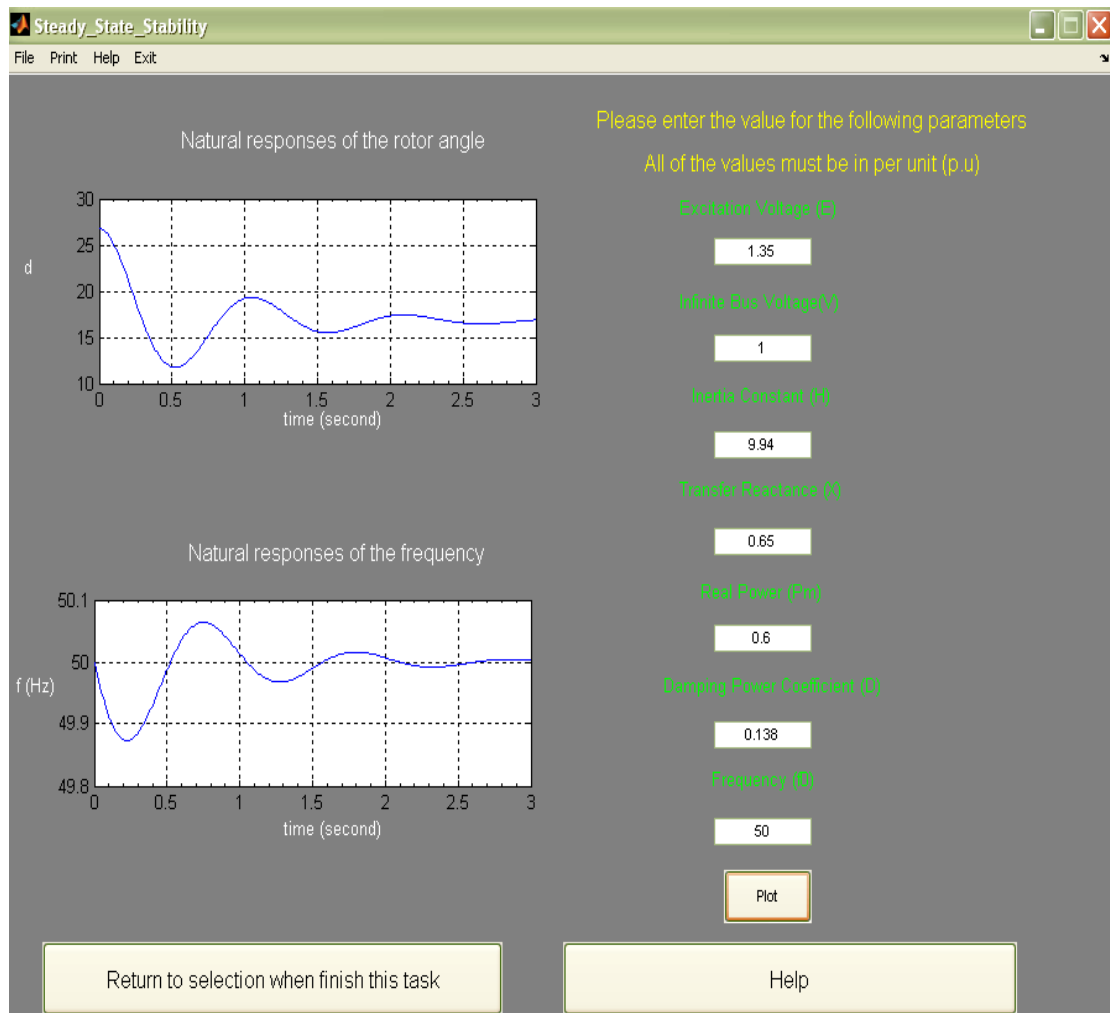 Steady_State_Stability
File Print Help Exit
Natural responses of the rotor angle
30
25
20
15
10
d
0 0.5 1 1.5 2 2.5 3
time (second)
Natural responses of the frequency
50.1
50
49.9
49.8
f (Hz)
0 0.5 1 1.5 2 2.5 3
time (second)
Please enter the value for the following parameters
All of the values must be in per unit (p.u)
Excitation Voltage (E)
1.35
Infinite Bus Voltage(V)
1
Inertia Constant (H)
9.94
Transfer Reactance (X)
0.65
Real Power (Pm)
0.6
Damping Power Coefficient (D)
0.138
Frequency (f0)
50
Plot
Return to selection when finish this task
Help